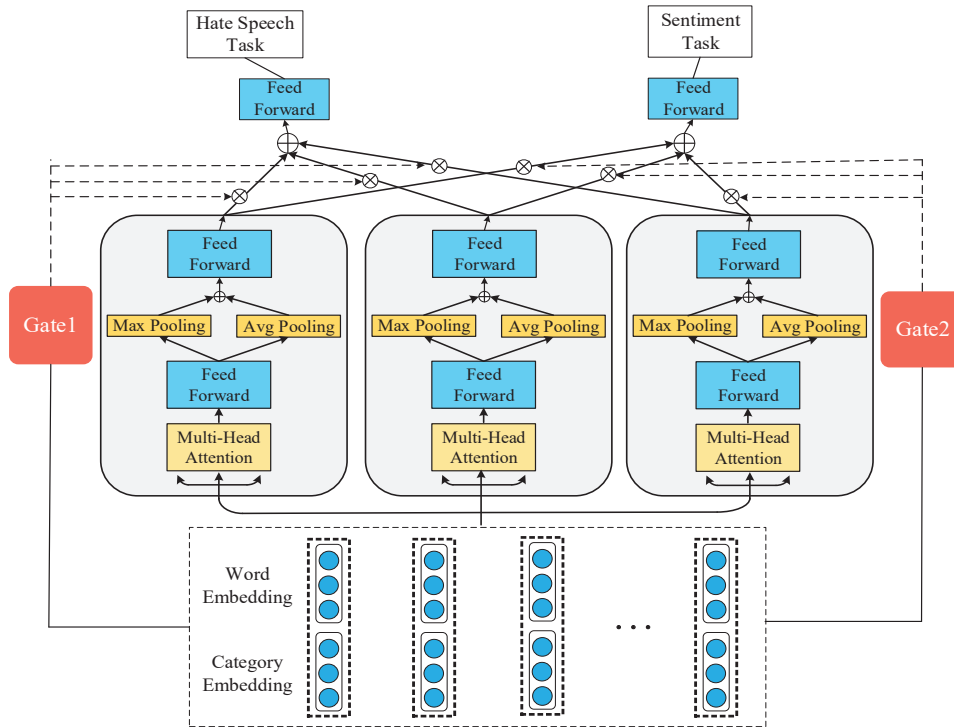 Hate Speech
Task
Sentiment
Task
Feed
Forward
Feed
Forward
Feed
Forward
Feed
Forward
Feed
Forward
Gate1
Max Pooling
Avg Pooling
Max Pooling
Avg Pooling
Max Pooling
Avg Pooling
Gate2
Feed
Forward
Feed
Forward
Feed
Forward
Multi-Head
Attention
Multi-Head
Attention
Multi-Head
Attention
Word
Embedding
...
Category
Embedding